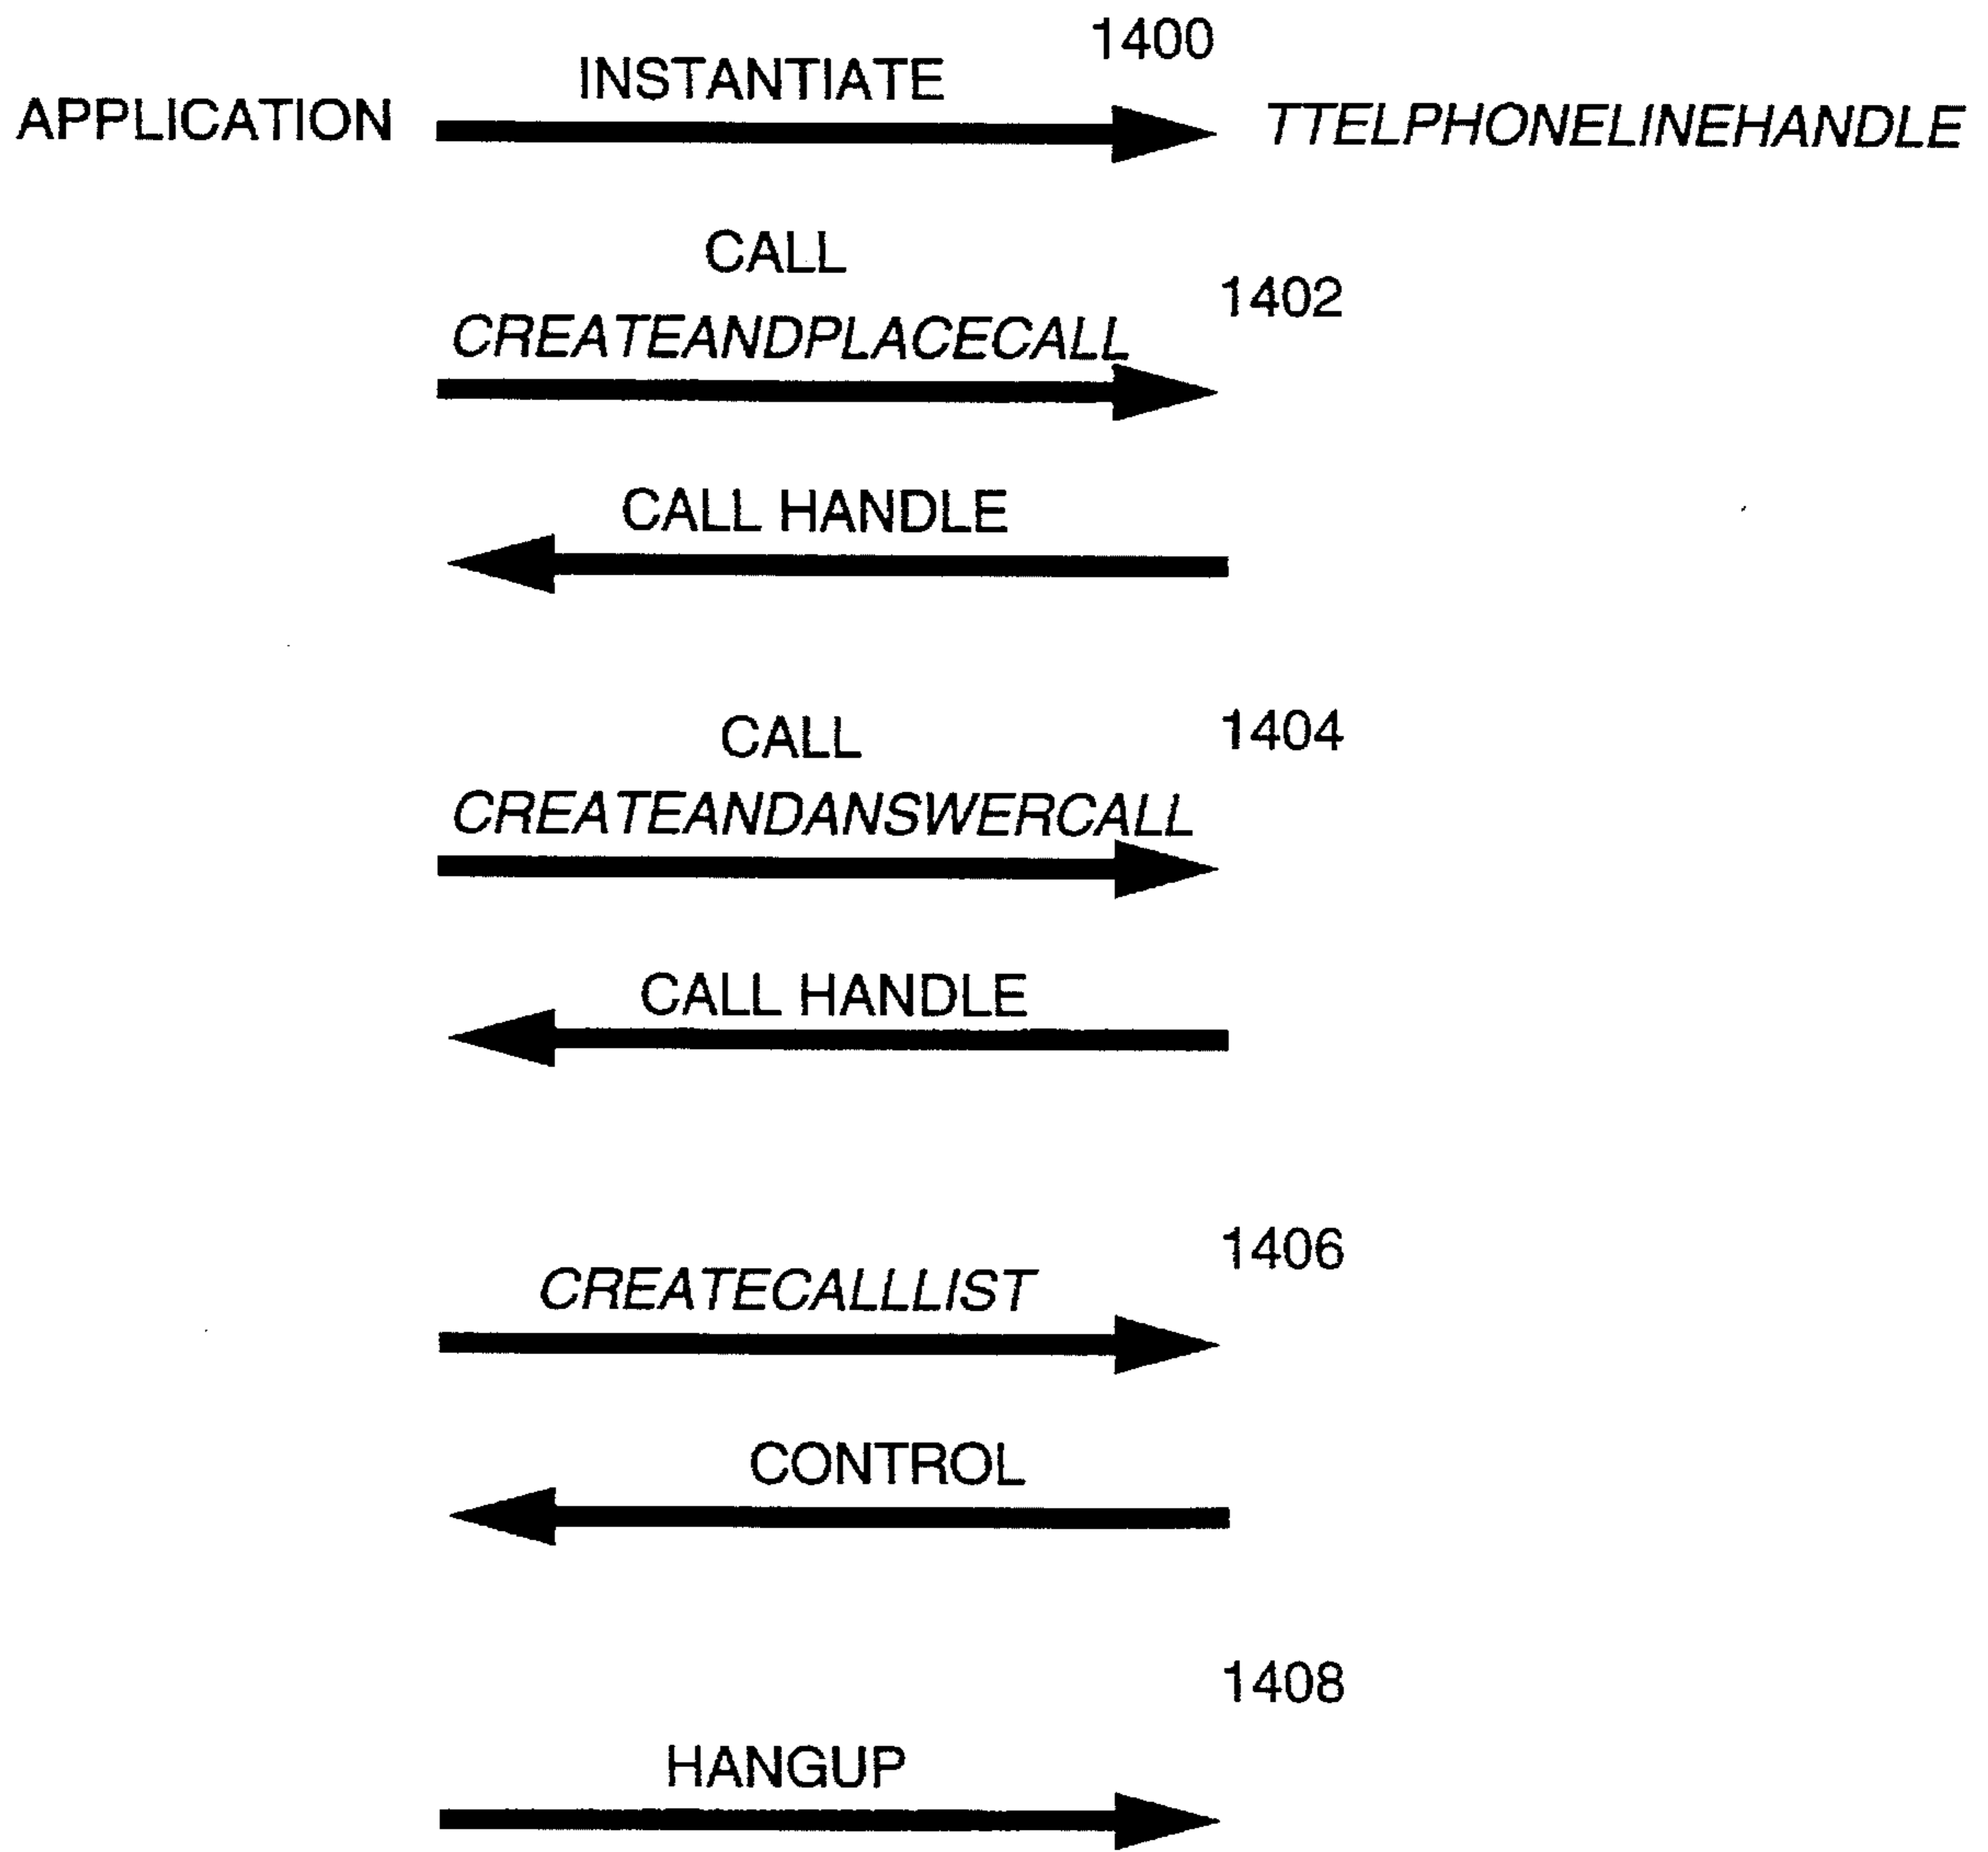 1400
INSTANTIATE
APPLICATION
TTELPHONELINEHANDLE
CALL
1402
CREATEANDPLACECALL
CALL HANDLE
CALL
1404
CREATEANDANSWERCALL
CALL HANDLE
1406
CREATECALLLIST
CONTROL
1408
HANGUP